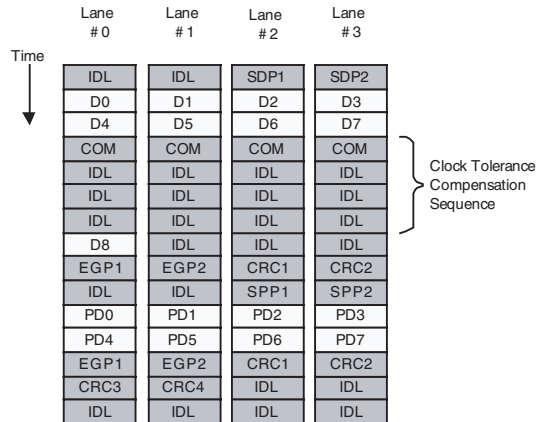 Lane Lane Lane Lane
# 0 # 1 # 2 # 3
Time
IDL IDL SDP1 SDP2
D0 D1 D2 D3
D4 D5 D6 D7
COM COM COM COM
IDL IDL IDL IDL
IDL IDL IDL IDL
IDL IDL IDL IDL
Clock Tolerance
Compensation
Sequence
D8 IDL IDL IDL
EGP1 EGP2 CRC1 CRC2
IDL IDL SPP1 SPP2
PD0 PD1 PD2 PD3
PD4 PD5 PD6 PD7
EGP1 EGP2 CRC1 CRC2
CRC3 CRC4 IDL IDL
IDL IDL IDL IDL